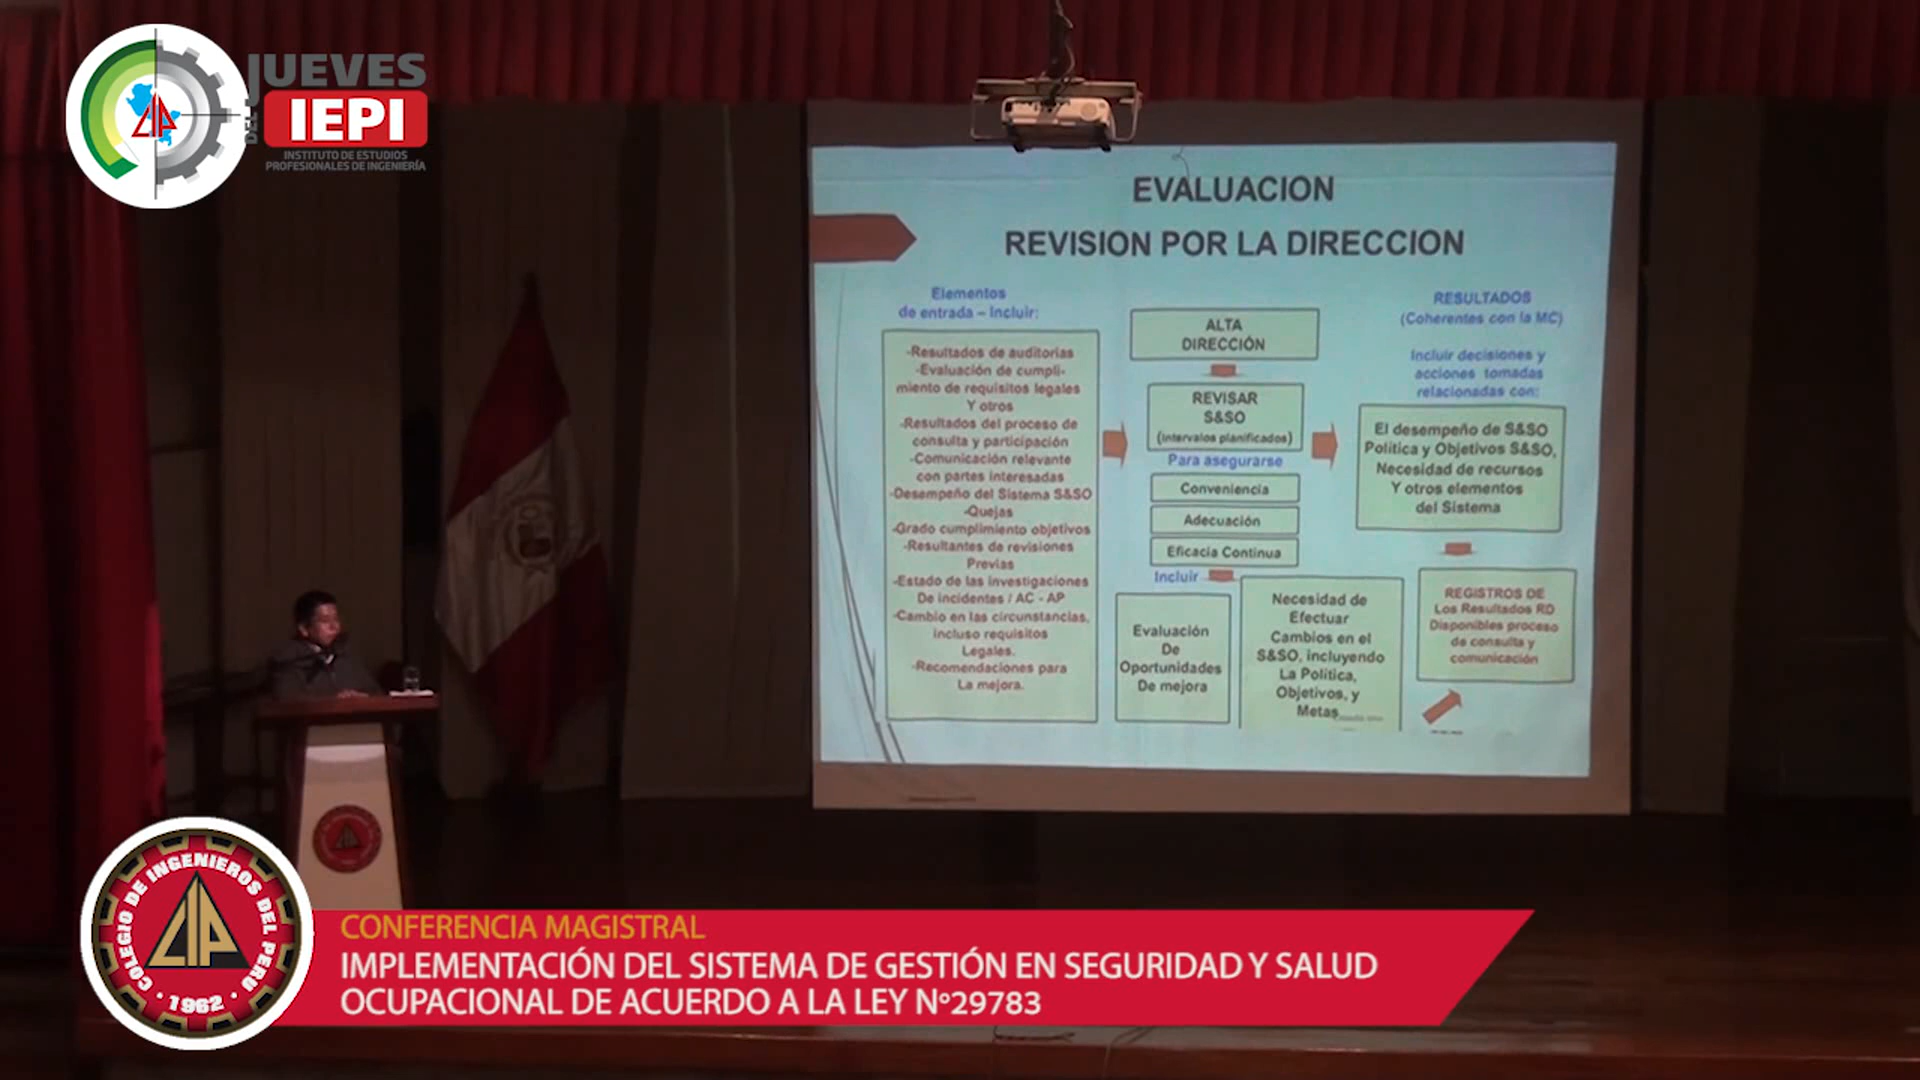 JUEVES
DEL
IEPI
INSTITUTO DE ESTUDIOS
PROFESIONALES DE INGENIERÍA
EVALUACION
REVISION POR LA DIRECCION
Elementos
de entrada – Incluir:
-Resultados de auditorias
-Evaluación de cumpli-
miento de requisitos legales
Y otros
-Resultados del proceso de
consulta y participación
-Comunicación relevante
con partes interesadas
-Desempeño del Sistema S&SO
-Quejas
-Grado cumplimiento objetivos
-Resultantes de revisiones
Previas
-Estado de las investigaciones
De incidentes / AC - AP
-Cambio en las circunstancias,
incluso requisitos
Legales.
-Recomendaciones para
La mejora.
ALTA
DIRECCIÓN
REVISAR
S&SO
(Intervalos planificados)
Para asegurarse
Conveniencia
Adecuación
Eficacia Continua
Incluir
Evaluación
De
Oportunidades
De mejora
Necesidad de
Efectuar
Cambios en el
S&SO, incluyendo
La Política,
Objetivos, y
Metas
RESULTADOS
(Coherentes con la MC)
Incluir decisiones y
acciones tomadas
relacionadas con:
El desempeño de S&SO
Política y Objetivos S&SO,
Necesidad de recursos
Y otros elementos
del Sistema
REGISTROS DE
Los Resultados RD
Disponibles proceso
de consulta y
comunicación
COLEGIO DE INGENIEROS DEL PERU
CIP
· 1962 ·
CONFERENCIA MAGISTRAL
IMPLEMENTACIÓN DEL SISTEMA DE GESTIÓN EN SEGURIDAD Y SALUD
OCUPACIONAL DE ACUERDO A LA LEY N°29783